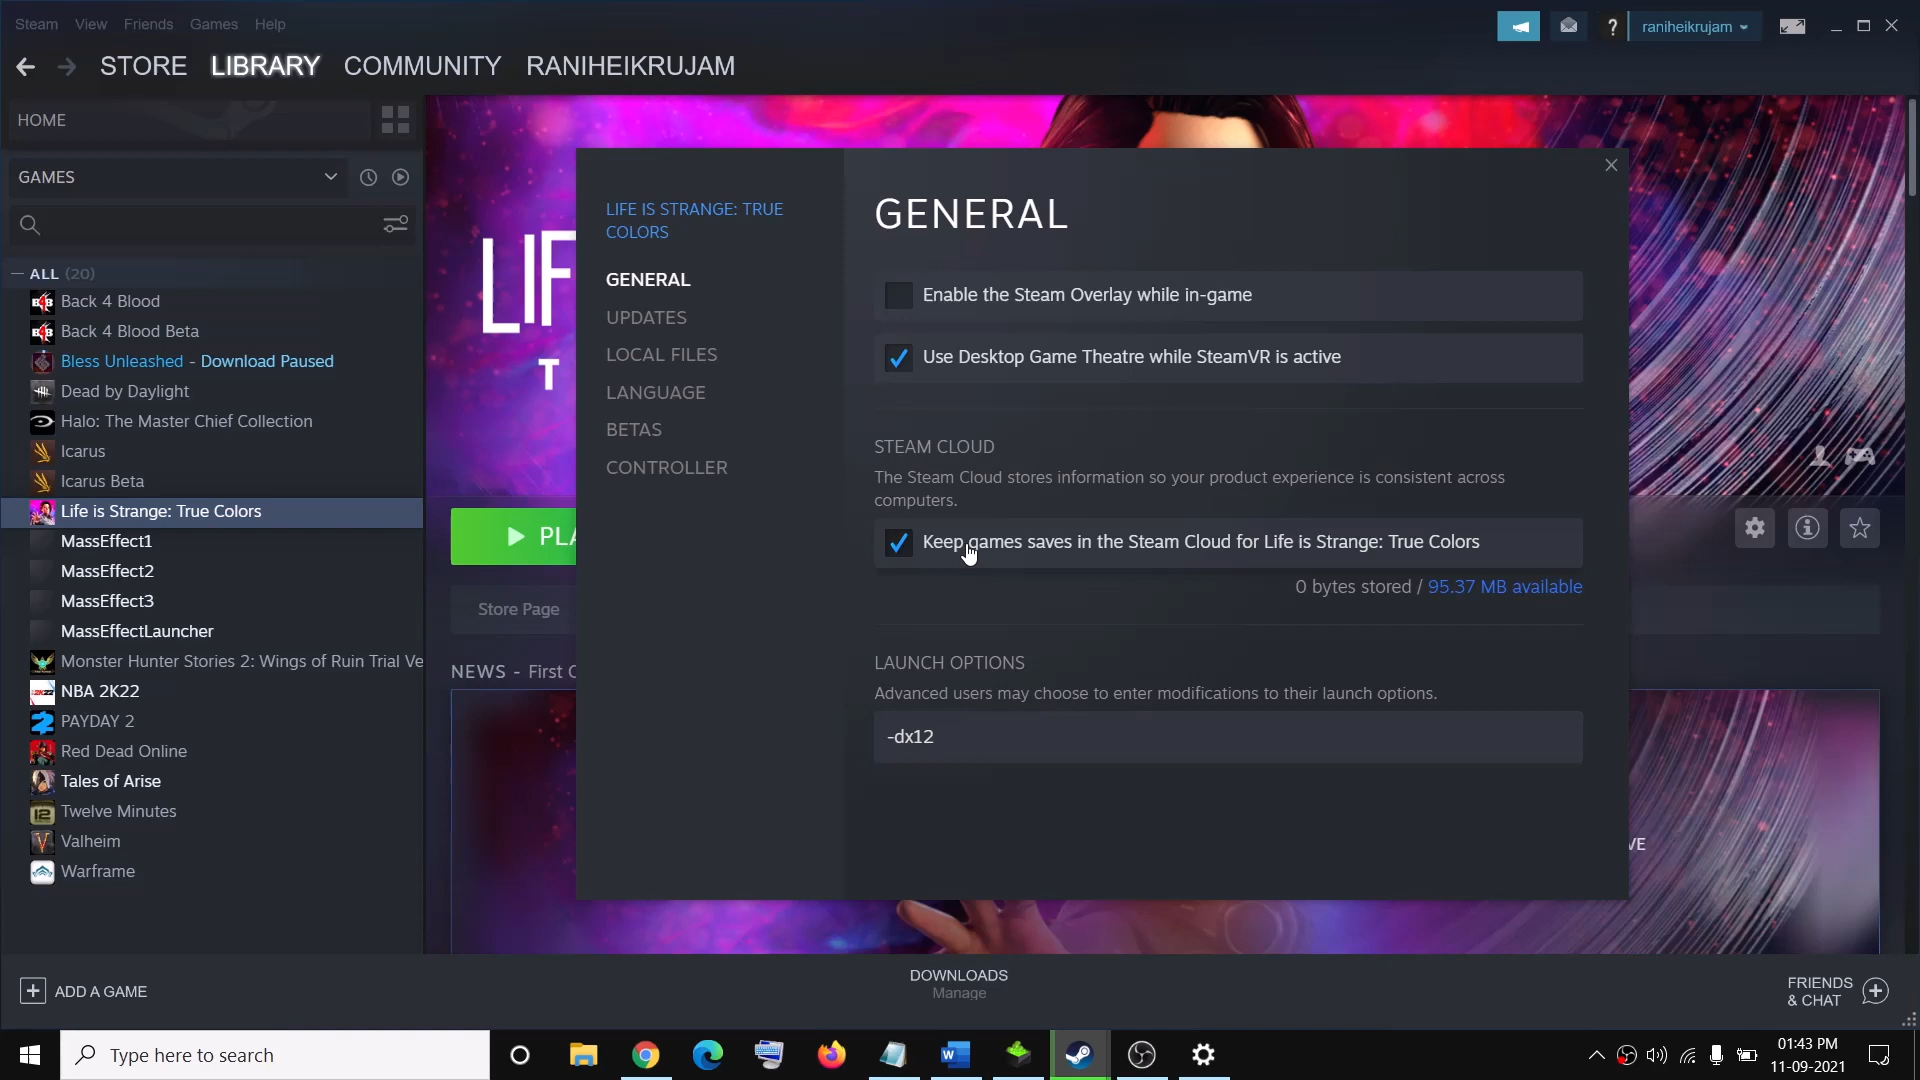 Steam View Friends Games Help
raniheikrujam
STORE LIBRARY COMMUNITY RANIHEIKRUJAM
HOME
GAMES
ALL (20)
Back 4 Blood
Back 4 Blood Beta
Bless Unleashed - Download Paused
Dead by Daylight
Halo: The Master Chief Collection
Icarus
Icarus Beta
Life is Strange: True Colors
MassEffect1
MassEffect2
MassEffect3
MassEffectLauncher
Monster Hunter Stories 2: Wings of Ruin Trial Ve
NBA 2K22
PAYDAY 2
Red Dead Online
Tales of Arise
Twelve Minutes
Valheim
Warframe
LIF
T
PLA
Store Page
NEWS - First C
LIFE IS STRANGE: TRUE
COLORS
GENERAL
UPDATES
LOCAL FILES
LANGUAGE
BETAS
CONTROLLER
GENERAL
Enable the Steam Overlay while in-game
Use Desktop Game Theatre while SteamVR is active
STEAM CLOUD
The Steam Cloud stores information so your product experience is consistent across
computers.
Keep games saves in the Steam Cloud for Life is Strange: True Colors
0 bytes stored / 95.37 MB available
LAUNCH OPTIONS
Advanced users may choose to enter modifications to their launch options.
-dx12
VE
ADD A GAME
DOWNLOADS
Manage
FRIENDS
& CHAT
Type here to search
01:43 PM
11-09-2021